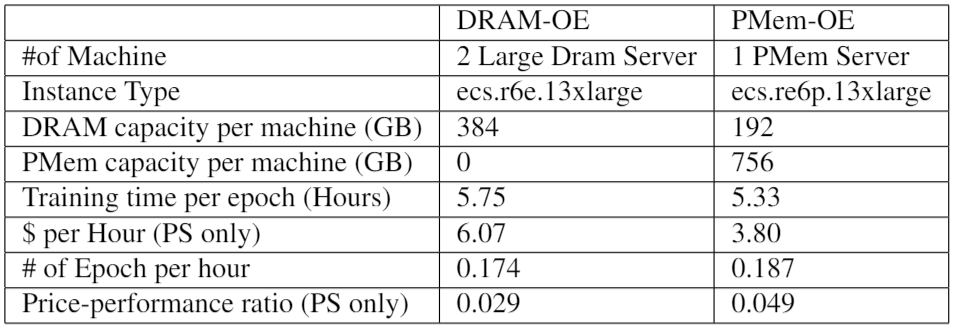 DRAM-OE PMem-OE
#of Machine 2 Large Dram Server 1 PMem Server
Instance Type ecs.r6e.13xlarge ecs.re6p.13xlarge
DRAM capacity per machine (GB) 384 192
PMem capacity per machine (GB) 0 756
Training time per epoch (Hours) 5.75 5.33
$ per Hour (PS only) 6.07 3.80
# of Epoch per hour 0.174 0.187
Price-performance ratio (PS only) 0.029 0.049